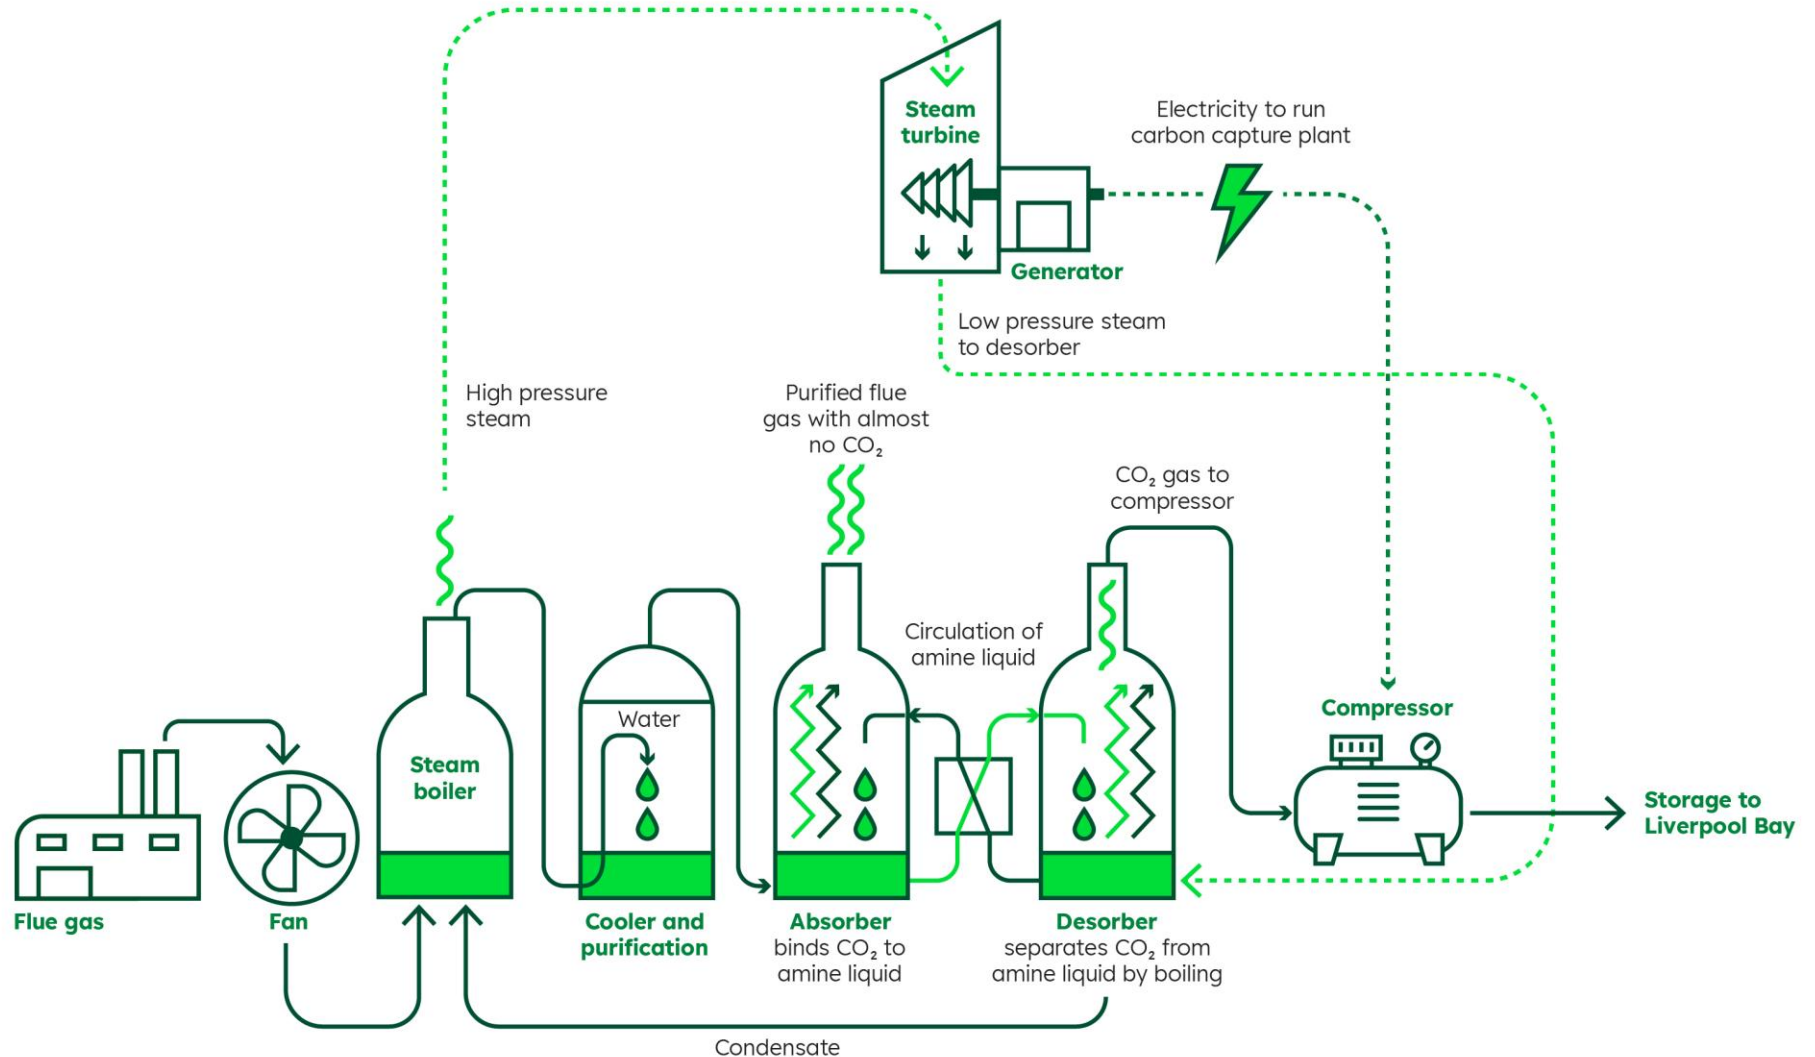 Steam
turbine
Electricity to run
carbon capture plant
Generator
Low pressure steam
to desorber
High pressure
steam
Purified flue
gas with almost
no CO₂
CO₂ gas to
compressor
Circulation of
amine liquid
Compressor
Water
Steam
boiler
Storage to
Liverpool Bay
Flue gas
Fan
Cooler and
purification
Absorber
binds CO₂ to
amine liquid
Desorber
separates CO₂ from
amine liquid by boiling
Condensate